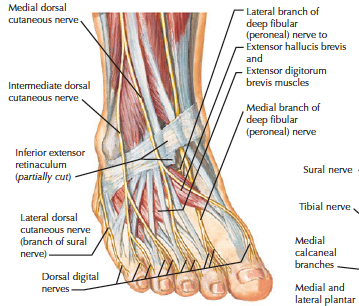 Medial dorsal
cutaneous nerve
Intermediate dorsal
cutaneous nerve
Inferior extensor
retinaculum
(partially cut)
Lateral dorsal
cutaneous nerve
(branch of sural
nerve)
Dorsal digital
nerves
Lateral branch of
deep fibular
(peroneal) nerve to
Extensor hallucis brevis
and
Extensor digitorum
brevis muscles
Medial branch of
deep fibular
(peroneal) nerve
Sural nerve
Tibial nerve
Medial
calcaneal
branches
Medial and
lateral plantar